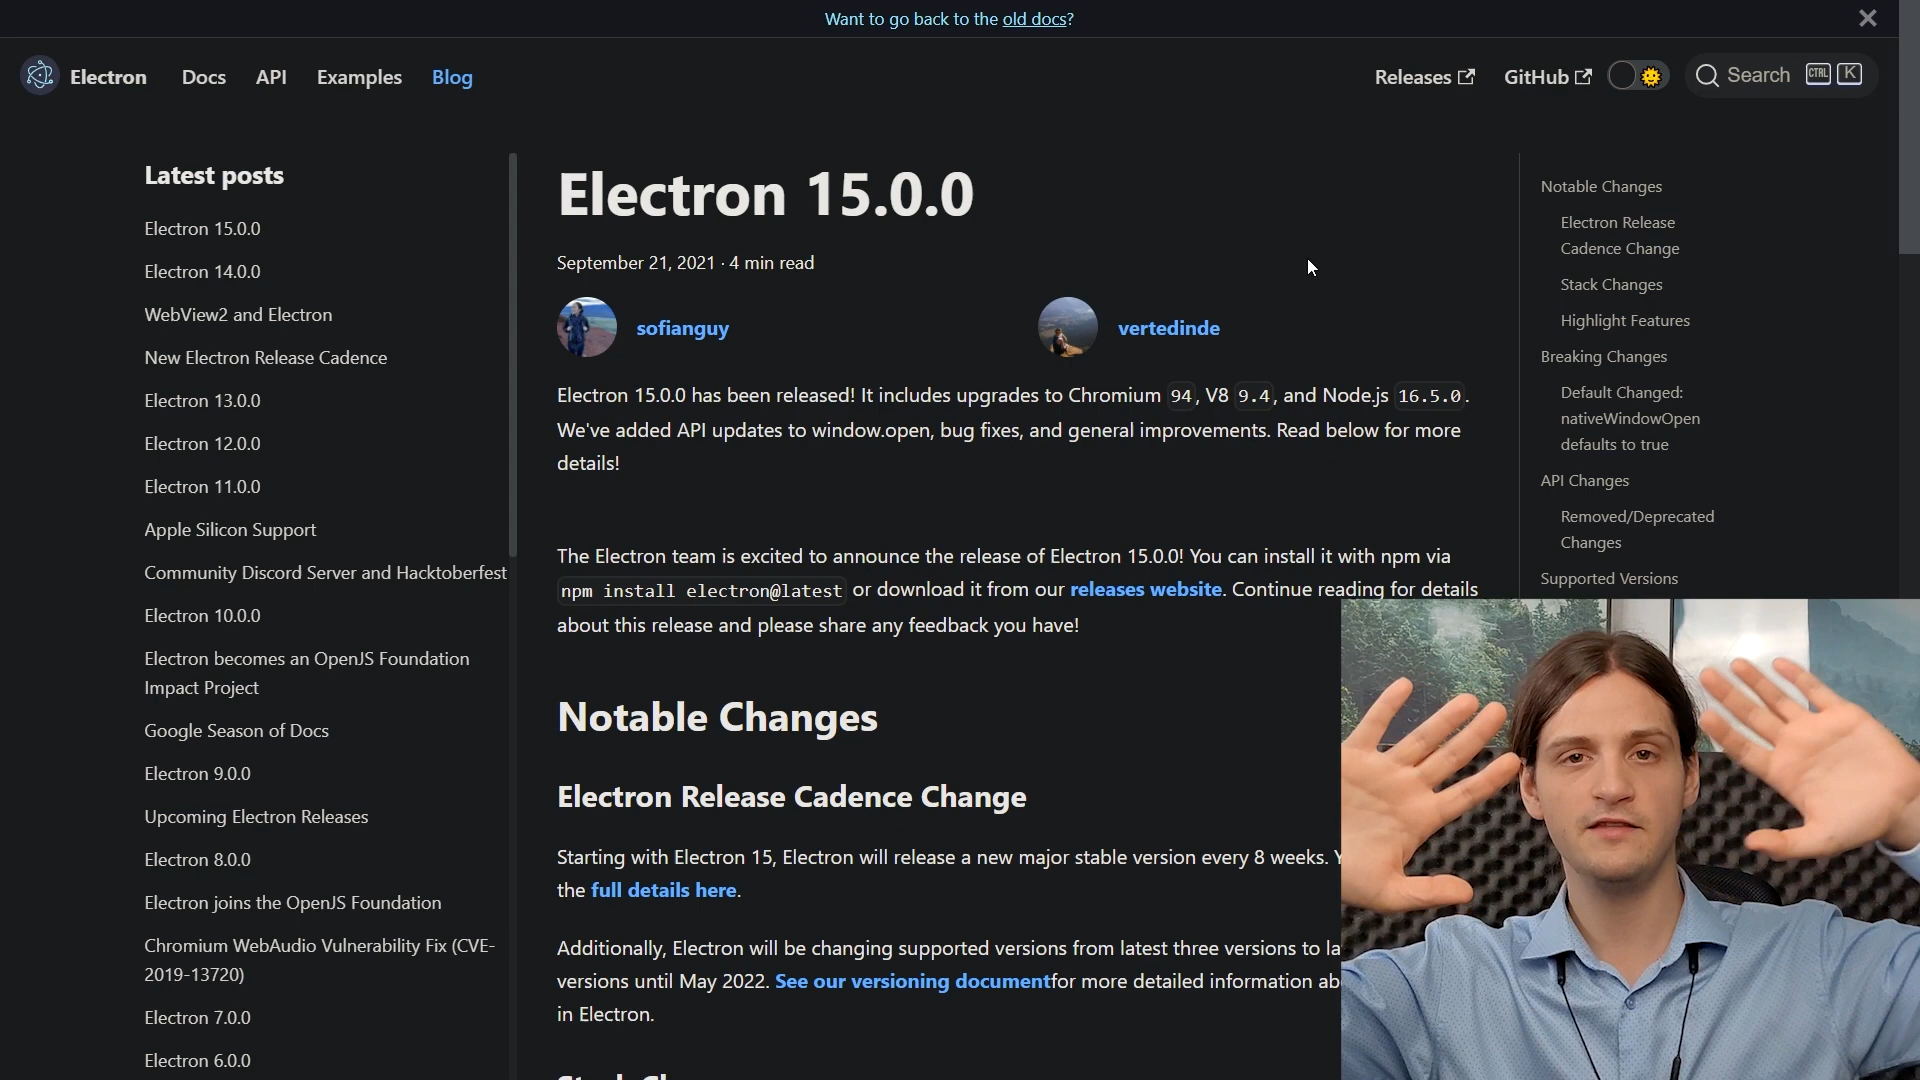 Want to go back to the old docs?
Electron Docs API Examples Blog
Releases GitHub Search CTRL K
Latest posts
Electron 15.0.0
Electron 14.0.0
WebView2 and Electron
New Electron Release Cadence
Electron 13.0.0
Electron 12.0.0
Electron 11.0.0
Apple Silicon Support
Community Discord Server and Hacktoberfest
Electron 10.0.0
Electron becomes an OpenJS Foundation
Impact Project
Google Season of Docs
Electron 9.0.0
Upcoming Electron Releases
Electron 8.0.0
Electron joins the OpenJS Foundation
Chromium WebAudio Vulnerability Fix (CVE-
2019-13720)
Electron 7.0.0
Electron 6.0.0
Electron 15.0.0
September 21, 2021 · 4 min read
sofianguy
vertedinde
Electron 15.0.0 has been released! It includes upgrades to Chromium 94, V8 9.4, and Node.js 16.5.0.
We've added API updates to window.open, bug fixes, and general improvements. Read below for more
details!
The Electron team is excited to announce the release of Electron 15.0.0! You can install it with npm via
npm install electron@latest or download it from our releases website. Continue reading for details
about this release and please share any feedback you have!
Notable Changes
Electron Release Cadence Change
Starting with Electron 15, Electron will release a new major stable version every 8 weeks.
the full details here.
Additionally, Electron will be changing supported versions from latest three versions to
versions until May 2022. See our versioning documentfor more detailed information
in Electron.
Notable Changes
Electron Release
Cadence Change
Stack Changes
Highlight Features
Breaking Changes
Default Changed:
nativeWindowOpen
defaults to true
API Changes
Removed/Deprecated
Changes
Supported Versions